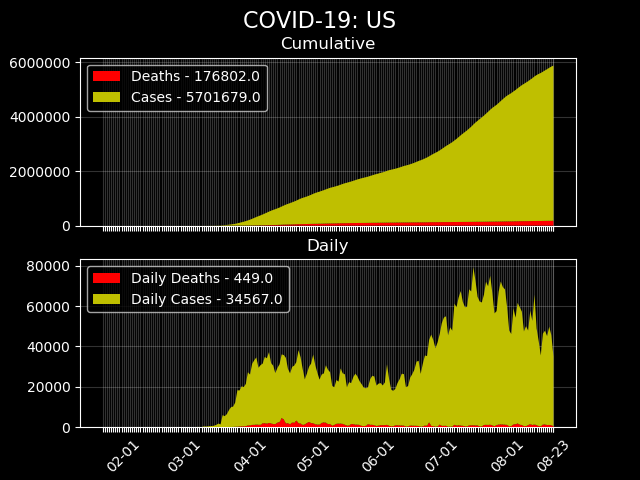 COVID-19: US
Cumulative
6000000
4000000
2000000
0
Deaths - 176802.0
Cases - 5701679.0
Daily
80000
60000
40000
20000
0
Daily Deaths - 449.0
Daily Cases - 34567.0
02-01 03-01 04-01 05-01 06-01 07-01 08-01 08-23